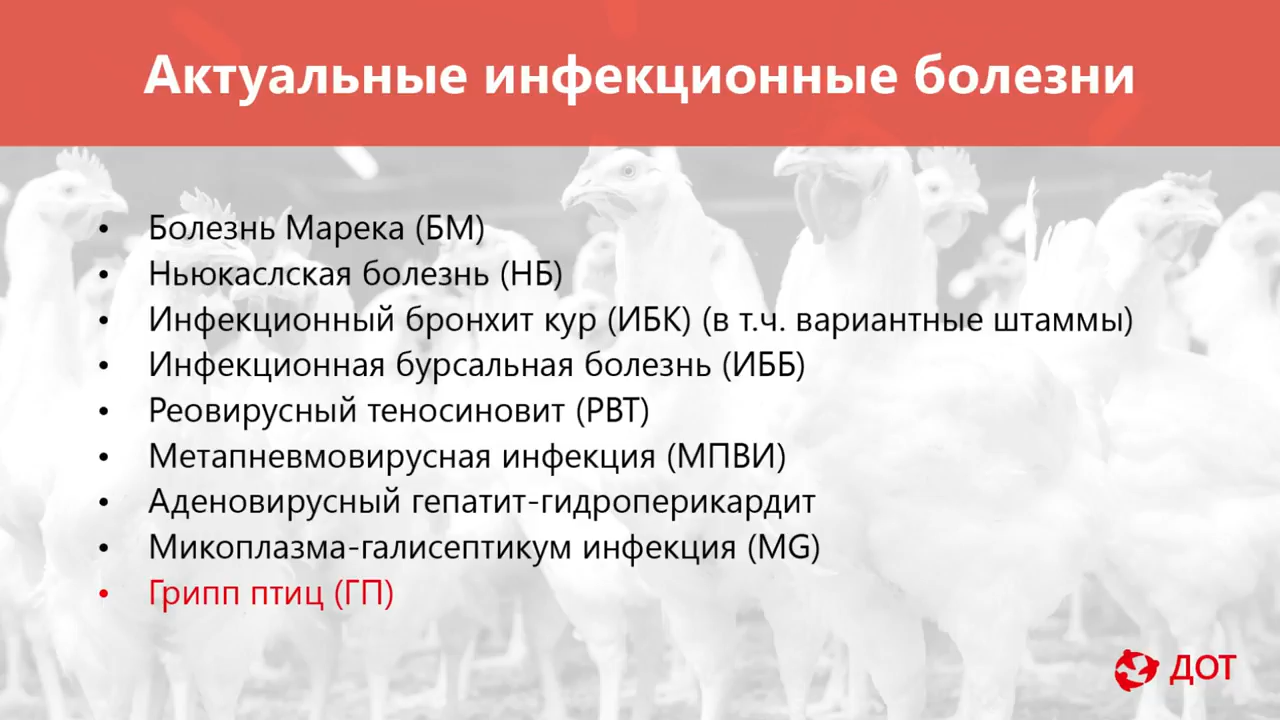 Актуальные инфекционные болезни
• Болезнь Марека (БМ)
• Ньюкаслская болезнь (НБ)
• Инфекционный бронхит кур (ИБК) (в т.ч. вариантные штаммы)
• Инфекционная бурсальная болезнь (ИББ)
• Реовирусный теносиновит (РВТ)
• Метапневмовирусная инфекция (МПВИ)
• Аденовирусный гепатит-гидроперикардит
• Микоплазма-галисептикум инфекция (MG)
• Грипп птиц (ГП)
ДОТ